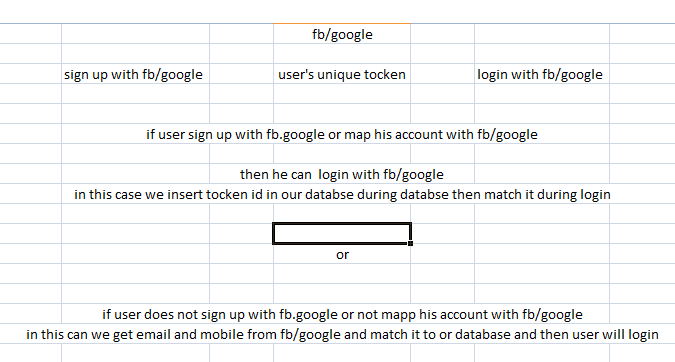 fb/google
sign up with fb/google user's unique tocken login with fb/google
if user sign up with fb.google or map his account with fb/google
then he can login with fb/google
in this case we insert tocken id in our databse during databse then match it during login
or
if user does not sign up with fb.google or not mapp his account with fb/google
in this can we get email and mobile from fb/google and match it to or database and then user will login